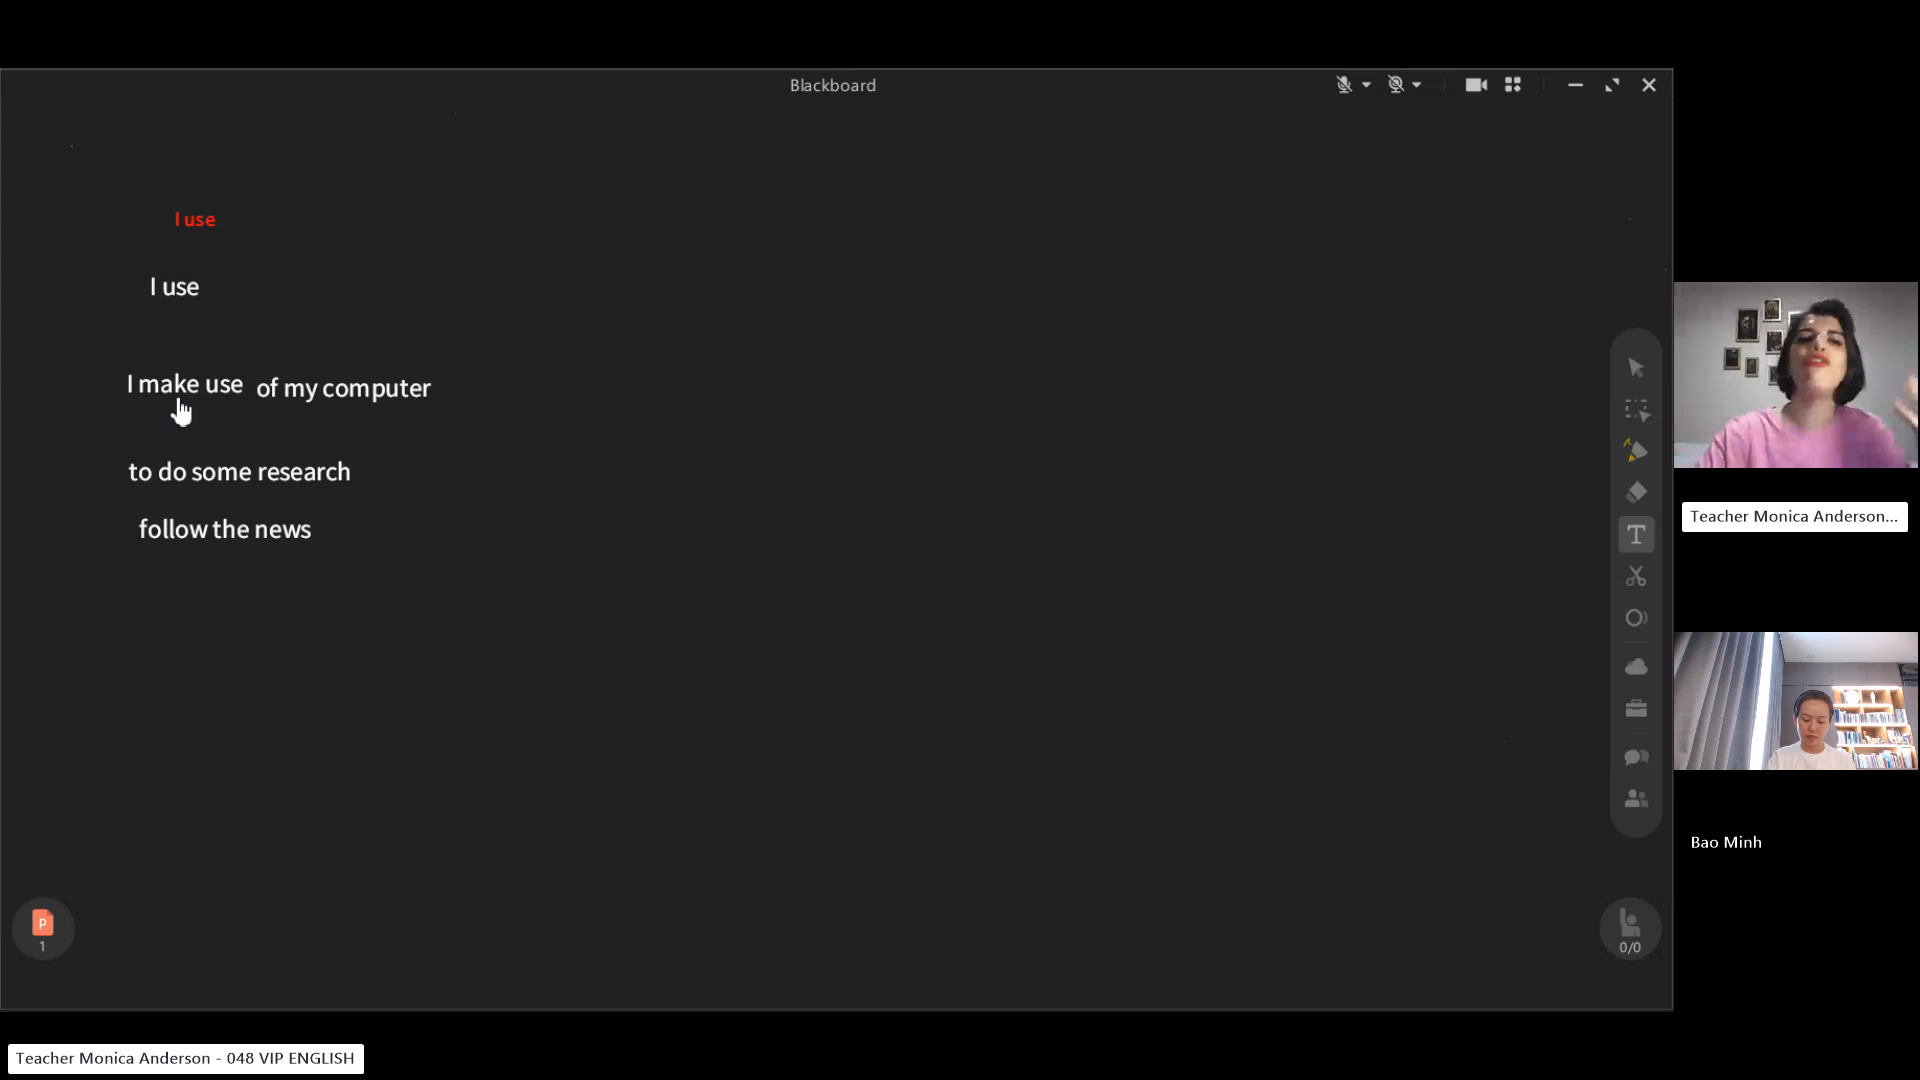 Blackboard
I use
I use
I make use of my computer
to do some research
follow the news
T
Teacher Monica Anderson...
Bao Minh
P
1
0/0
Teacher Monica Anderson - 048 VIP ENGLISH